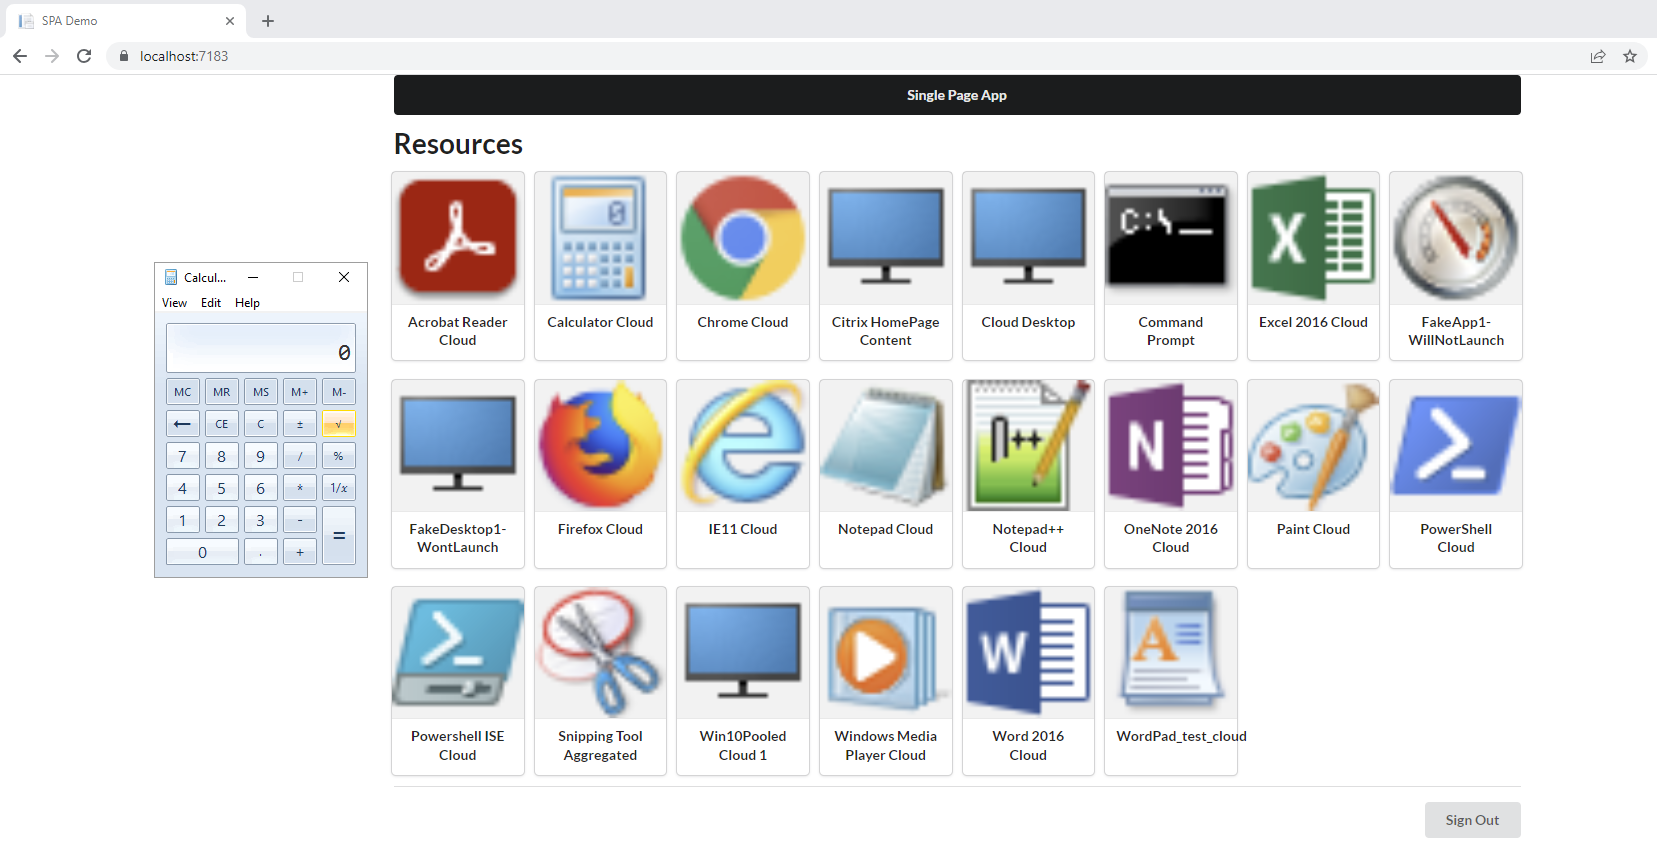 SPA Demo
localhost:7183
Single Page App
Resources
Acrobat Reader
Cloud
Calculator Cloud
Chrome Cloud
Citrix HomePage
Content
Cloud Desktop
Command
Prompt
Excel 2016 Cloud
FakeApp1-
WillNotLaunch
C:\_
X
0
Calcul...
View Edit Help
0
MC MR MS M+ M-
← CE C ± √
7 8 9 / %
4 5 6 * 1/x
1 2 3 - =
0 . +
FakeDesktop1-
WontLaunch
Firefox Cloud
IE11 Cloud
Notepad Cloud
Notepad++
Cloud
OneNote 2016
Cloud
Paint Cloud
PowerShell
Cloud
n++
N
Powershell ISE
Cloud
Snipping Tool
Aggregated
Win10Pooled
Cloud 1
Windows Media
Player Cloud
Word 2016
Cloud
WordPad_test_cloud
W
A
Sign Out